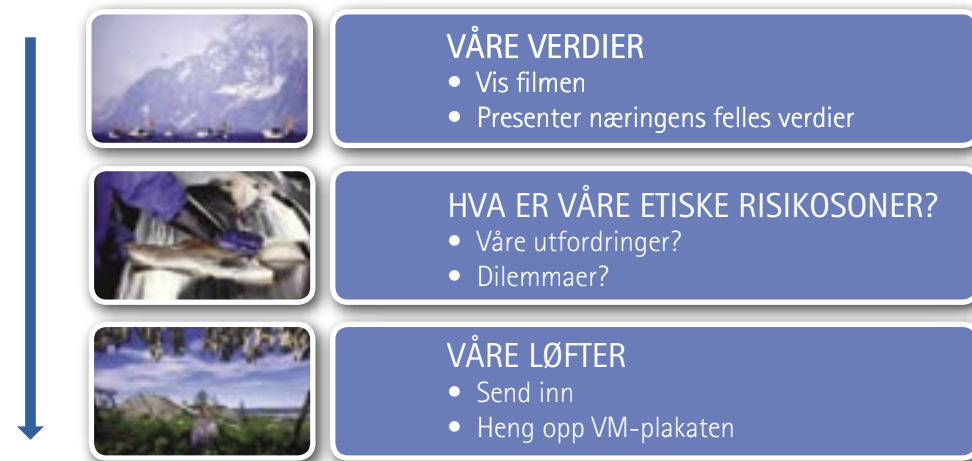 VÅRE VERDIER
• Vis filmen
• Presenter næringens felles verdier
HVA ER VÅRE ETISKE RISIKOSONER?
• Våre utfordringer?
• Dilemmaer?
VÅRE LØFTER
• Send inn
• Heng opp VM-plakaten